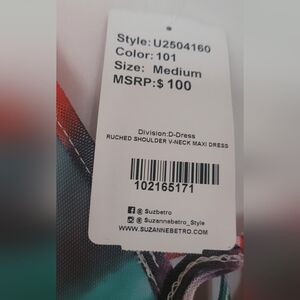 Style: U2504160
Color: 101
Size: Medium
MSRP: $ 100
Division:D-Dress
RUCHED SHOULDER V-NECK MAXI DRESS
102165171
@ Suzbetro
@ Suzannebetro_Style
WWW.SUZANNEBETRO.COM